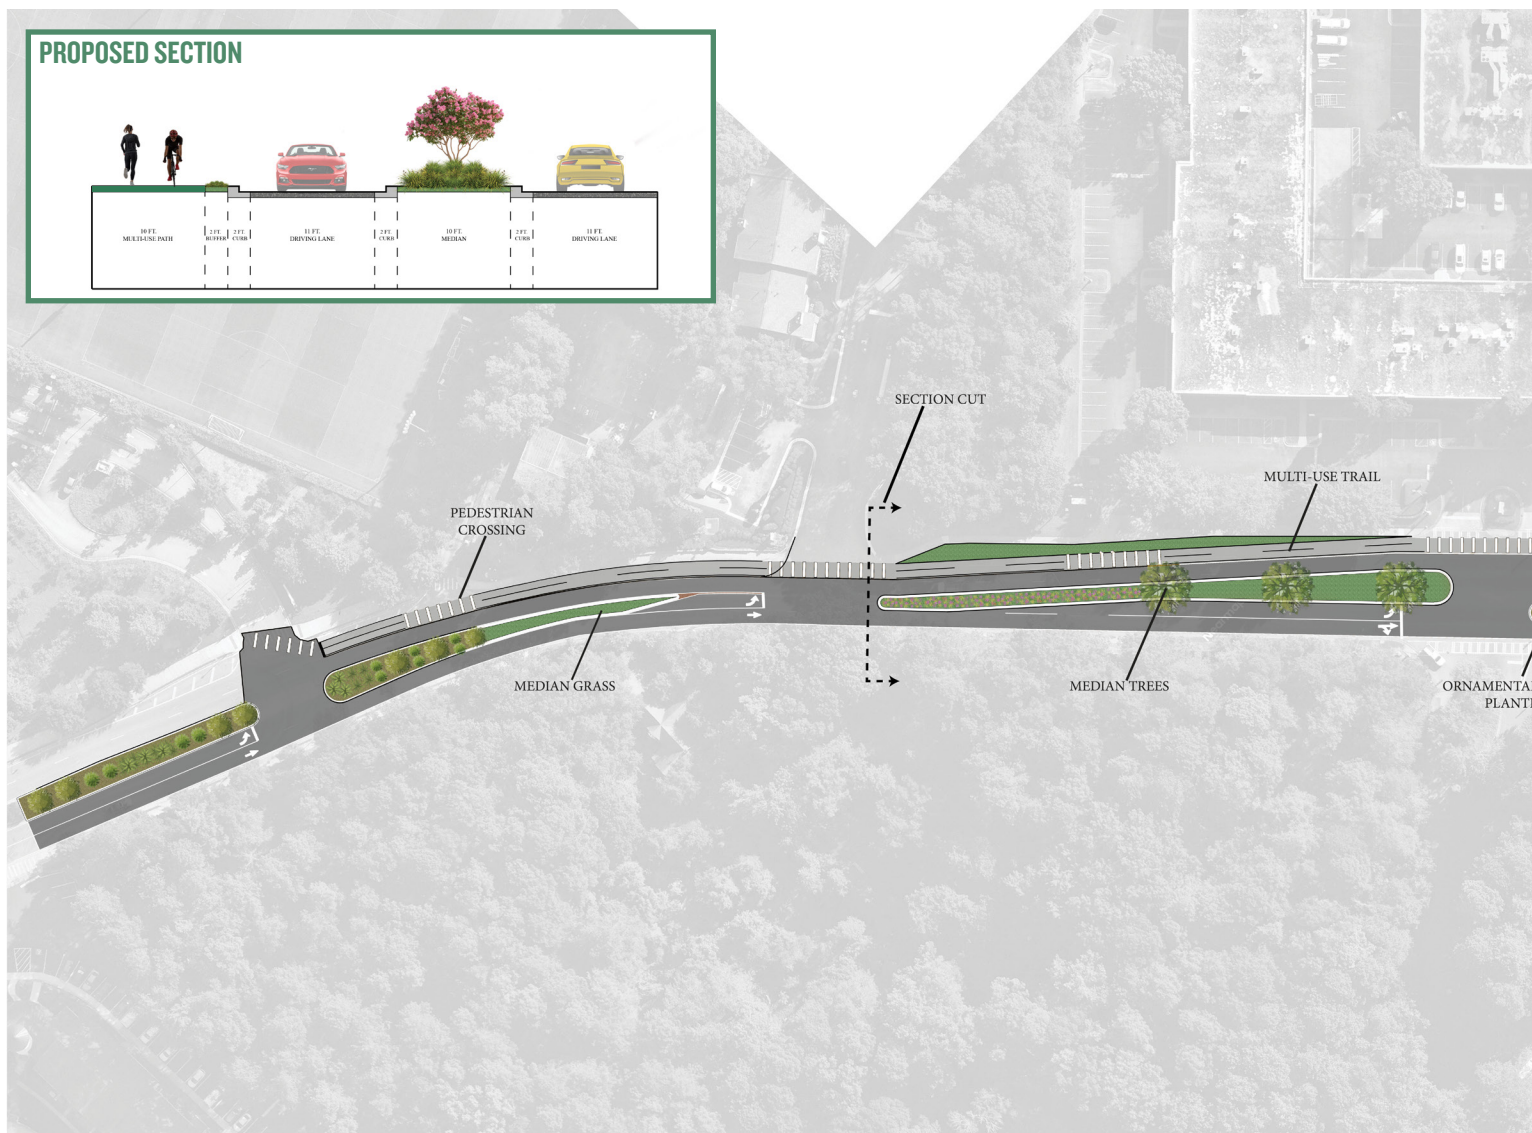 PROPOSED SECTION
10 FT.
MULTI-USE PATH
2 FT.
BUFFER
2 FT.
CURB
11 FT.
DRIVING LANE
2 FT.
CURB
10 FT.
MEDIAN
2 FT.
CURB
11 FT.
DRIVING LANE
SECTION CUT
MULTI-USE TRAIL
PEDESTRIAN
CROSSING
MEDIAN GRASS
MEDIAN TREES
ORNAMENTA
PLANT